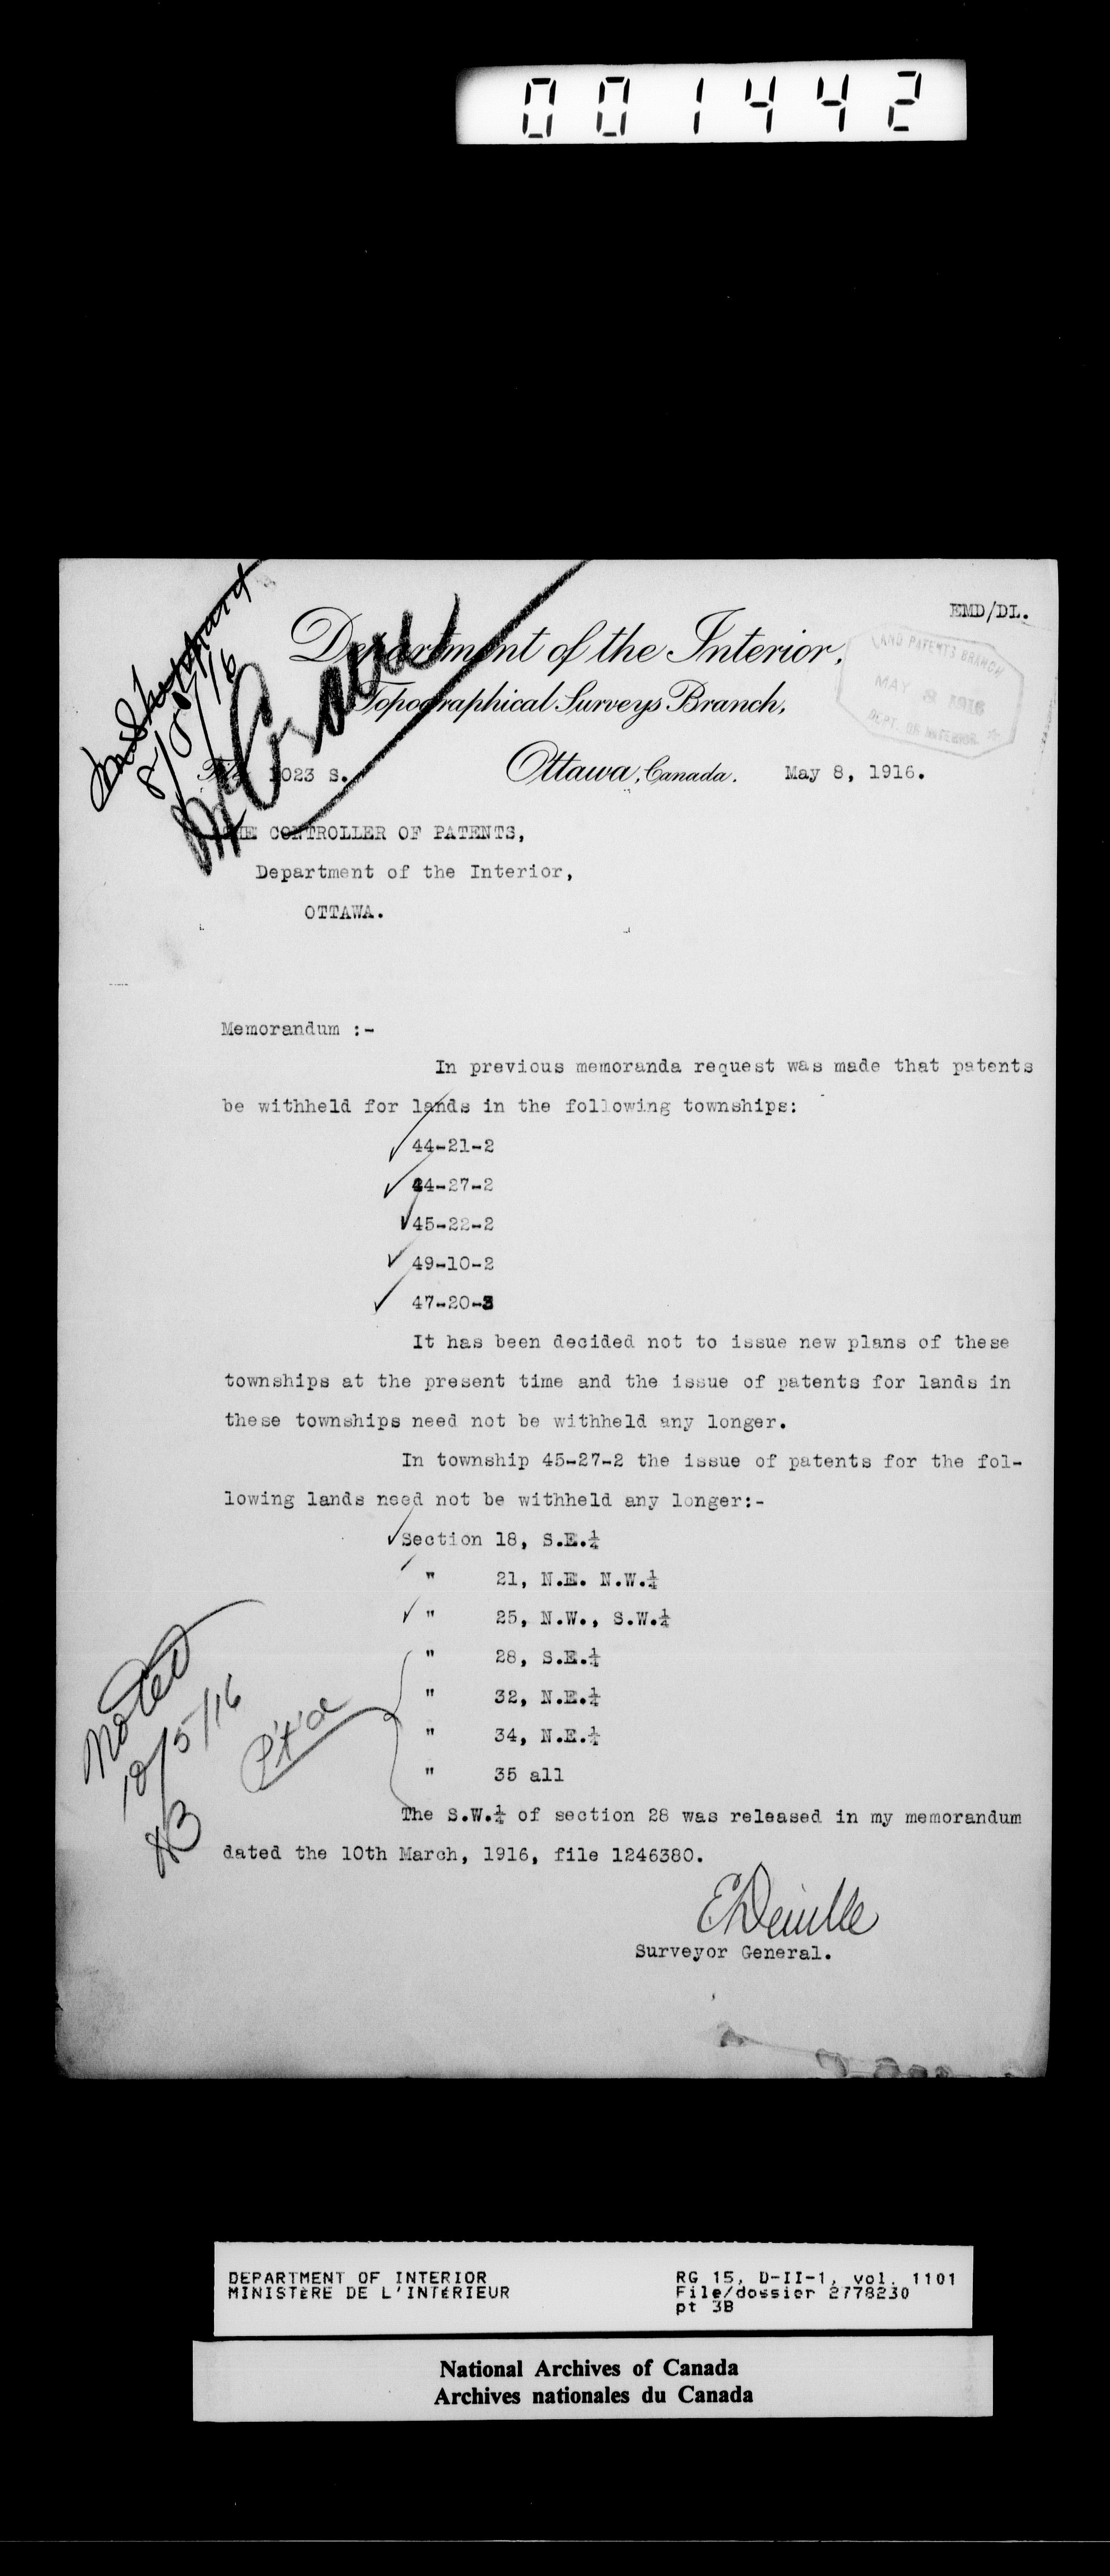 001442
EMD/DL.
Department of the Interior,
Topographical Surveys Branch,
LAND PATENTS BRANCH
MAY 8 1916
DEPT. OF INTERIOR
File 1023 S.
Ottawa, Canada. May 8, 1916.
THE CONTROLLER OF PATENTS,
Department of the Interior,
OTTAWA.
Memorandum :-
In previous memoranda request was made that patents
be withheld for lands in the following townships:
44-21-2
44-27-2
45-22-2
49-10-2
47-20-3
It has been decided not to issue new plans of these
townships at the present time and the issue of patents for lands in
these townships need not be withheld any longer.
In township 45-27-2 the issue of patents for the fol-
lowing lands need not be withheld any longer:-
Section 18, S.E.¼
" 21, N.E. N.W.¼
" 25, N.W., S.W.¼
" 28, S.E.¼
" 32, N.E.¼
" 34, N.E.¼
" 35 all
Noted
10/5/16
The S.W.¼ of section 28 was released in my memorandum
dated the 10th March, 1916, file 1246380.
E Deville
Surveyor General.
DEPARTMENT OF INTERIOR
MINISTÈRE DE L'INTÉRIEUR
RG 15, D-II-1, vol. 1101
File/dossier 2778230
pt 3B
National Archives of Canada
Archives nationales du Canada